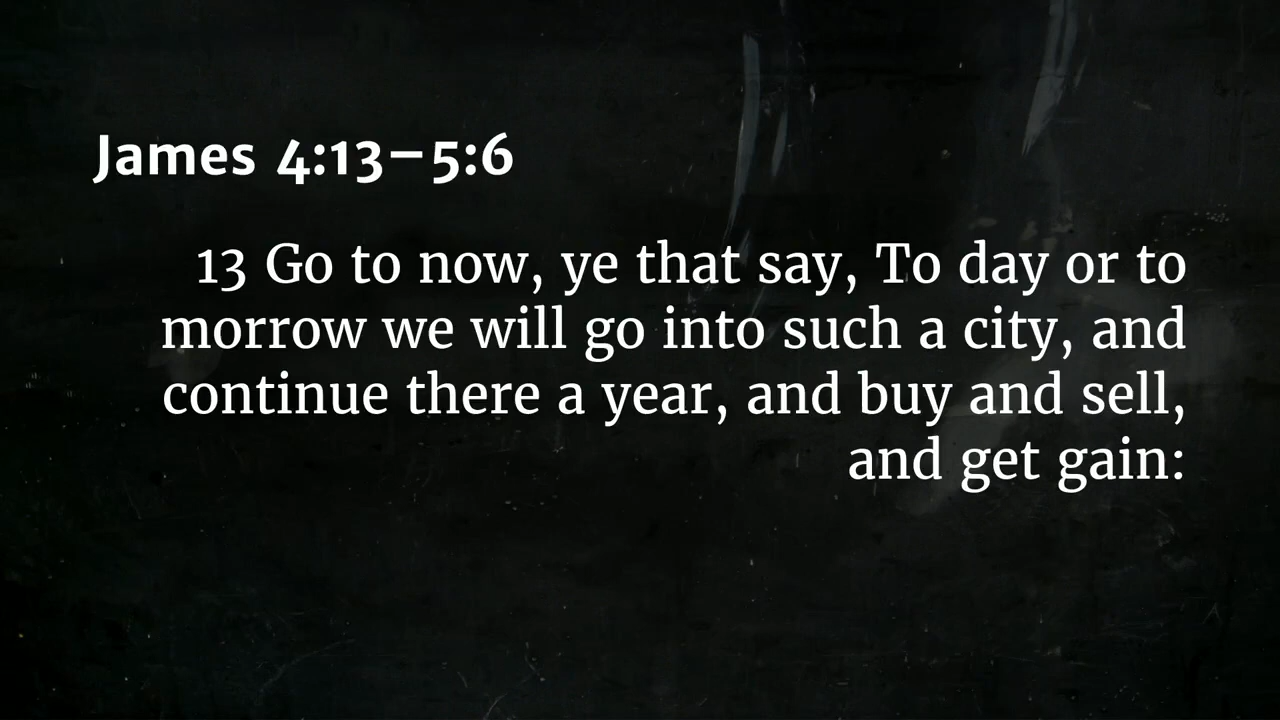 James 4:13–5:6
13 Go to now, ye that say, To day or to
morrow we will go into such a city, and
continue there a year, and buy and sell,
and get gain: